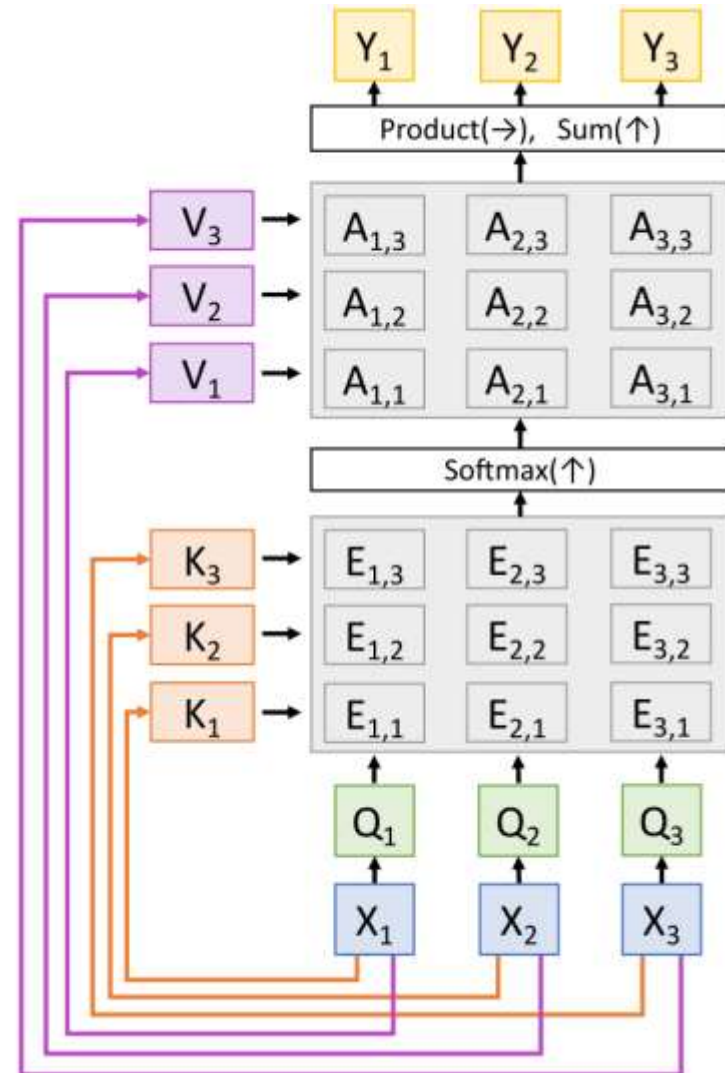 Y₁ Y₂ Y₃
Product(→), Sum(↑)
V₃ A₁,₃ A₂,₃ A₃,₃
V₂ A₁,₂ A₂,₂ A₃,₂
V₁ A₁,₁ A₂,₁ A₃,₁
Softmax(↑)
K₃ E₁,₃ E₂,₃ E₃,₃
K₂ E₁,₂ E₂,₂ E₃,₂
K₁ E₁,₁ E₂,₁ E₃,₁
Q₁ Q₂ Q₃
X₁ X₂ X₃